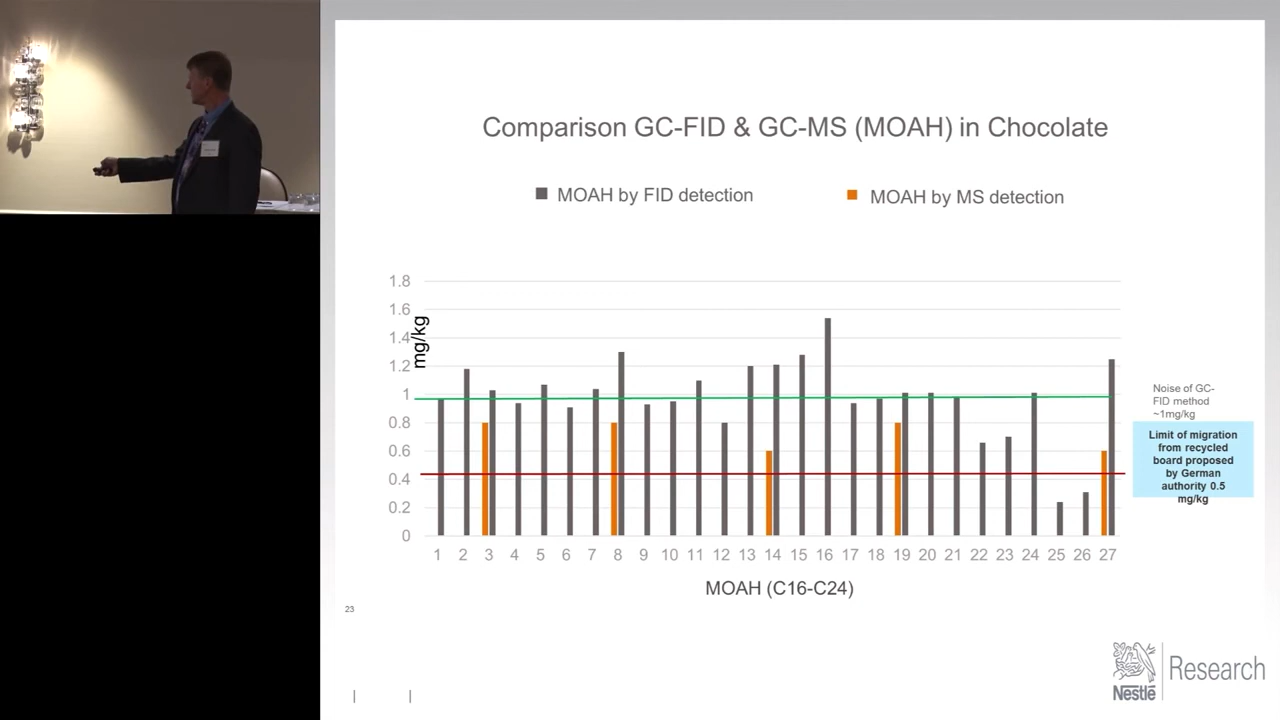 Comparison GC-FID & GC-MS (MOAH) in Chocolate
MOAH by FID detection
MOAH by MS detection
mg/kg
1.8
1.6
1.4
1.2
1
0.8
0.6
0.4
0.2
0
1 2 3 4 5 6 7 8 9 10 11 12 13 14 15 16 17 18 19 20 21 22 23 24 25 26 27
MOAH (C16-C24)
Noise of GC-
FID method
~1mg/kg
Limit of migration
from recycled
board proposed
by German
authority 0.5
mg/kg
23
Nestlé
Research